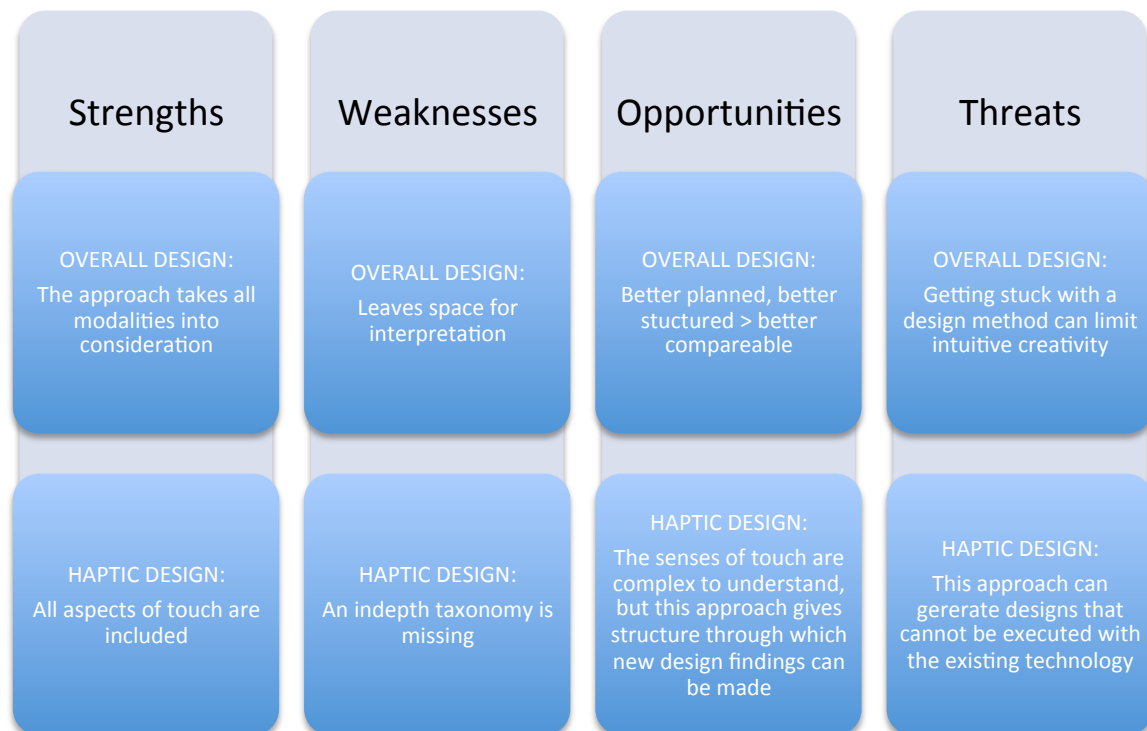 Strengths
OVERALL DESIGN:
The approach takes all
modalities into
consideration
HAPTIC DESIGN:
All aspects of touch are
included
Weaknesses
OVERALL DESIGN:
Leaves space for
interpretation
HAPTIC DESIGN:
An indepth taxonomy is
missing
Opportunities
OVERALL DESIGN:
Better planned, better
stuctured > better
compareable
HAPTIC DESIGN:
The senses of touch are
complex to understand,
but this approach gives
structure through which
new design findings can
be made
Threats
OVERALL DESIGN:
Getting stuck with a
design method can limit
intuitive creativity
HAPTIC DESIGN:
This approach can
gererate designs that
cannot be executed with
the existing technology